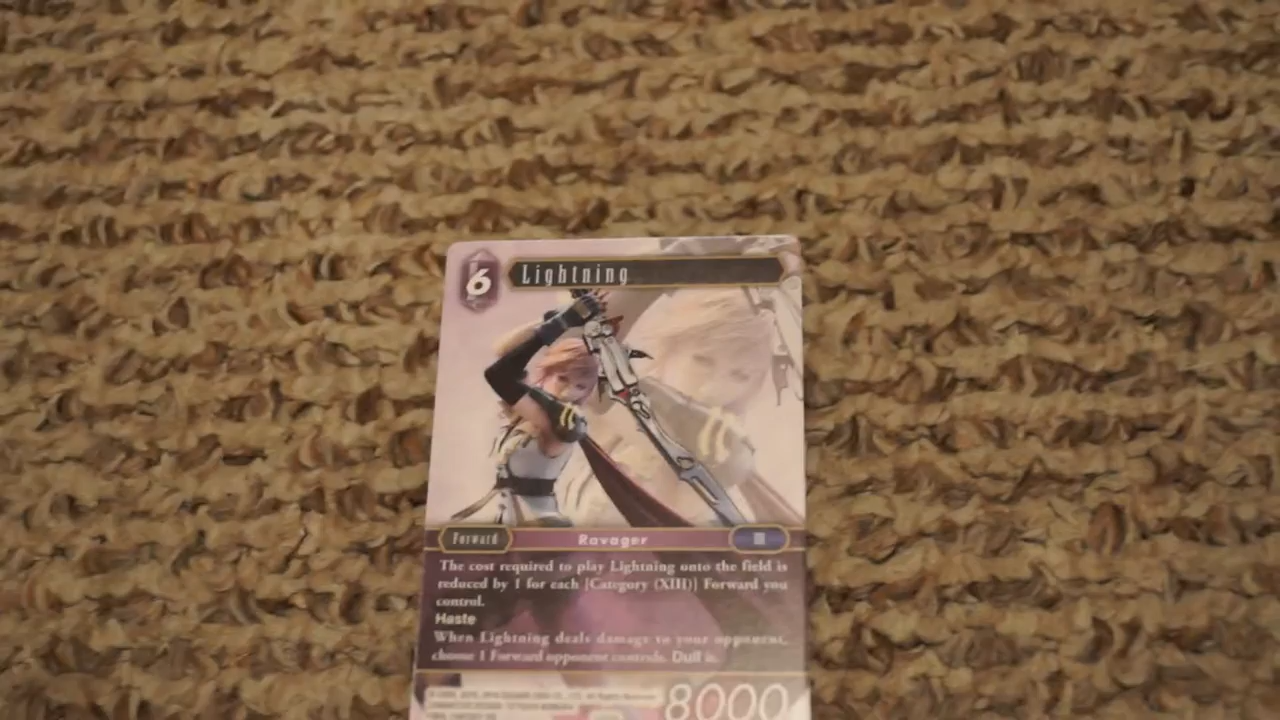 6
Lightning
Forward
Ravager
The cost required to play Lightning onto the field is
reduced by 1 for each [Category (XIII)] Forward you
control.
Haste
When Lightning deals damage to your opponent,
choose 1 Forward opponent controls. Dull it.
8000